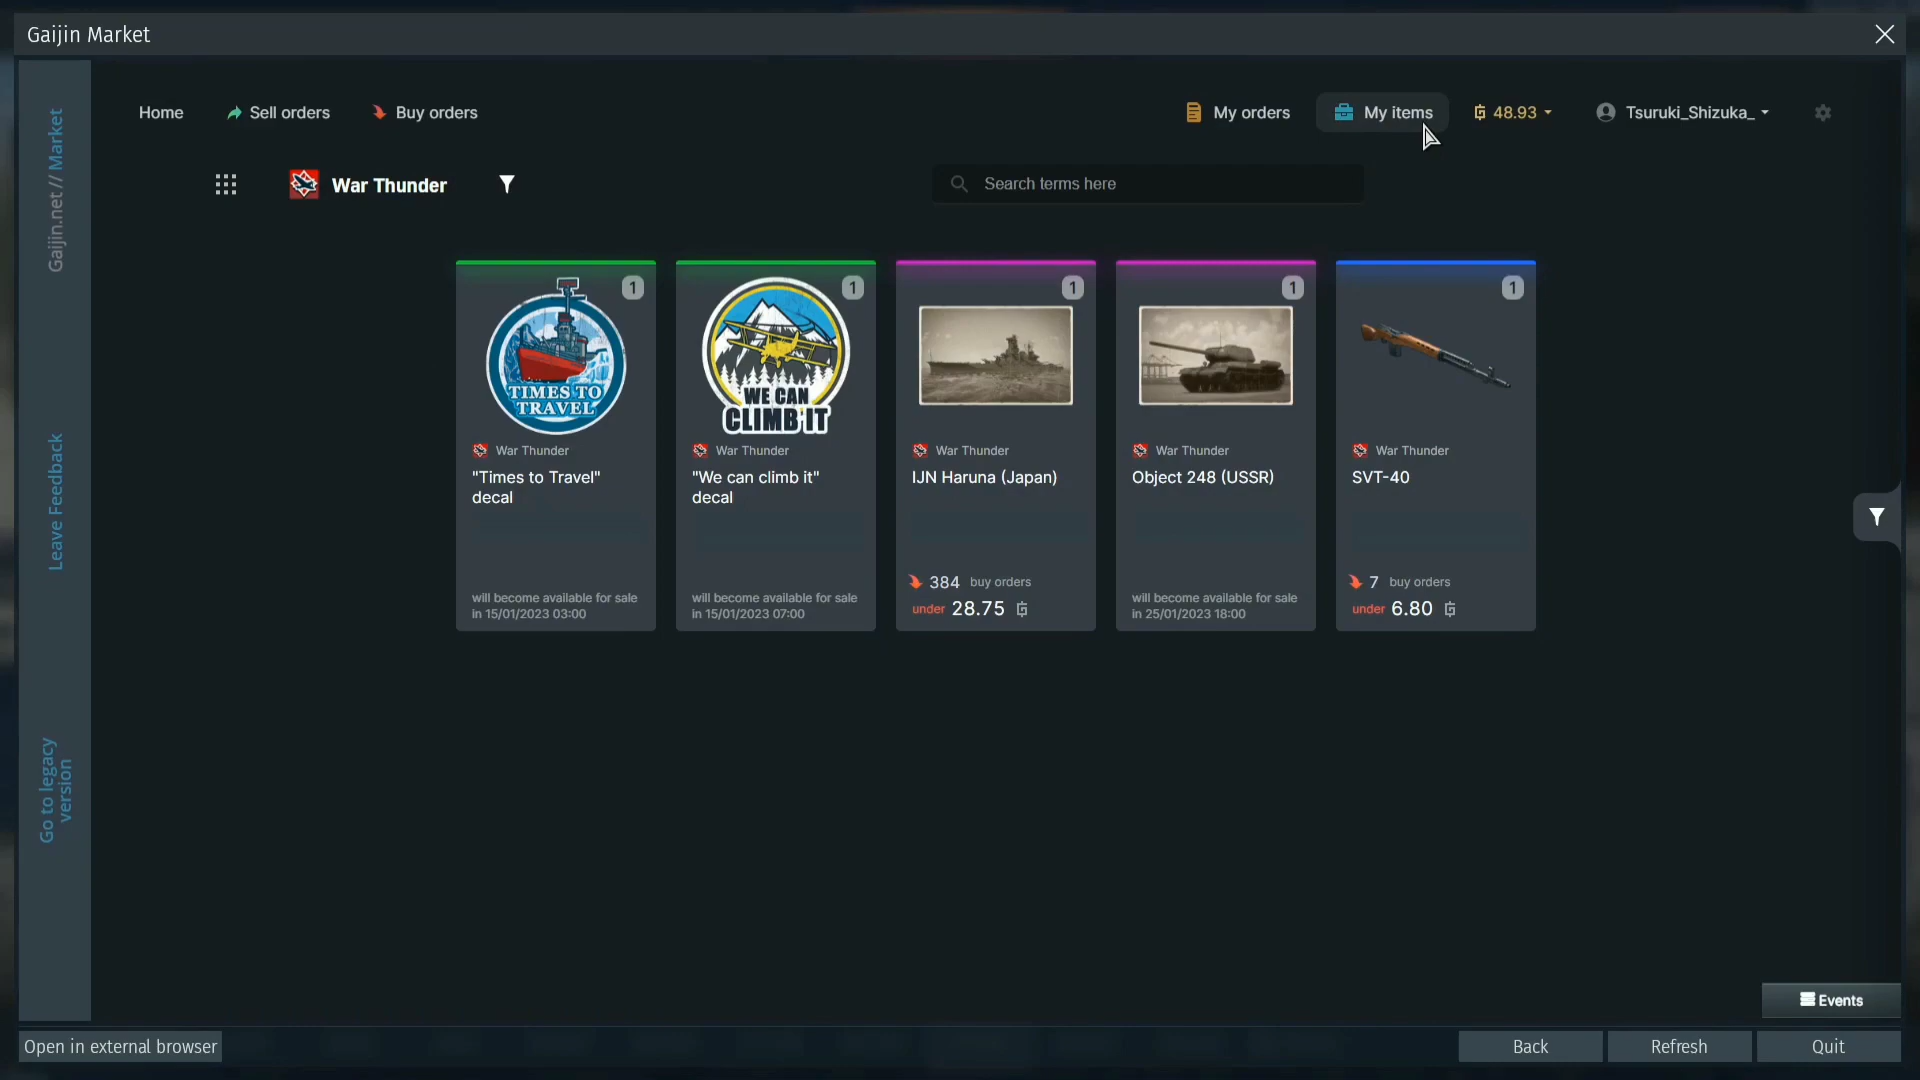 Gaijin Market
Gaijin.net // Market
Leave Feedback
Go to legacy
version
Home
Sell orders
Buy orders
My orders
My items
48.93
Tsuruki_Shizuka_
War Thunder
Search terms here
1
TIMES TO
TRAVEL
War Thunder
"Times to Travel"
decal
will become available for sale
in 15/01/2023 03:00
1
WE CAN
CLIMB IT
War Thunder
"We can climb it"
decal
will become available for sale
in 15/01/2023 07:00
1
War Thunder
IJN Haruna (Japan)
384 buy orders
under 28.75
1
War Thunder
Object 248 (USSR)
will become available for sale
in 25/01/2023 18:00
1
War Thunder
SVT-40
7 buy orders
under 6.80
Events
Open in external browser
Back
Refresh
Quit